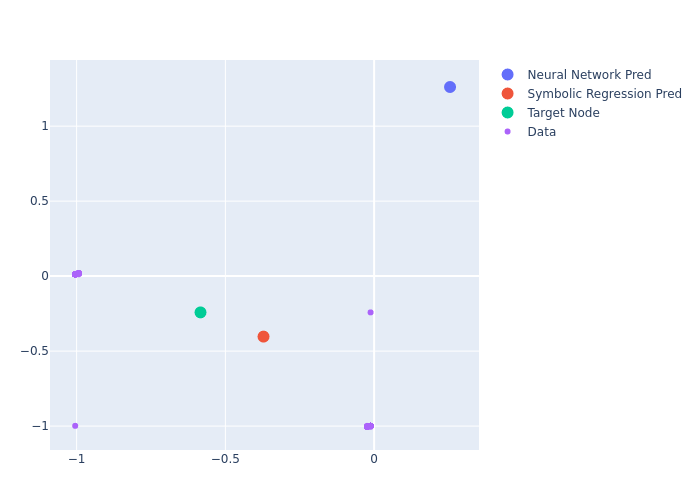 Neural Network Pred
Symbolic Regression Pred
Target Node
Data
1
0.5
0
−0.5
−1
−1
−0.5
0